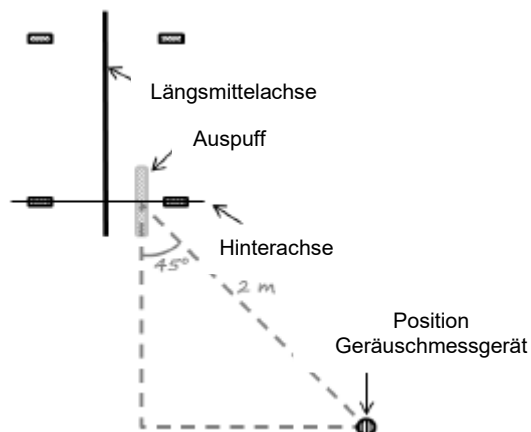 Längsmittelachse
Auspuff
Hinterachse
45°
2 m
Position
Geräuschmessgerät